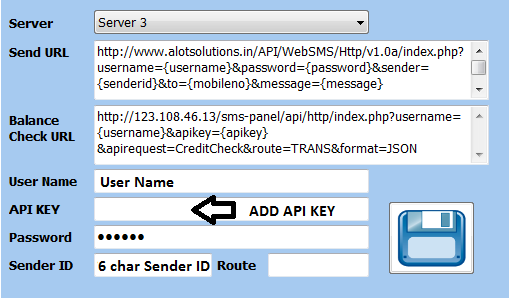 Server Server 3
Send URL http://www.alotsolutions.in/API/WebSMS/Http/v1.0a/index.php?
username={username}&password={password}&sender=
{senderid}&to={mobileno}&message={message}
Balance
Check URL
http://123.108.46.13/sms-panel/api/http/index.php?username=
{username}&apikey={apikey}
&apirequest=CreditCheck&route=TRANS&format=JSON
User Name User Name
API KEY ADD API KEY
Password ••••••
Sender ID 6 char Sender ID Route